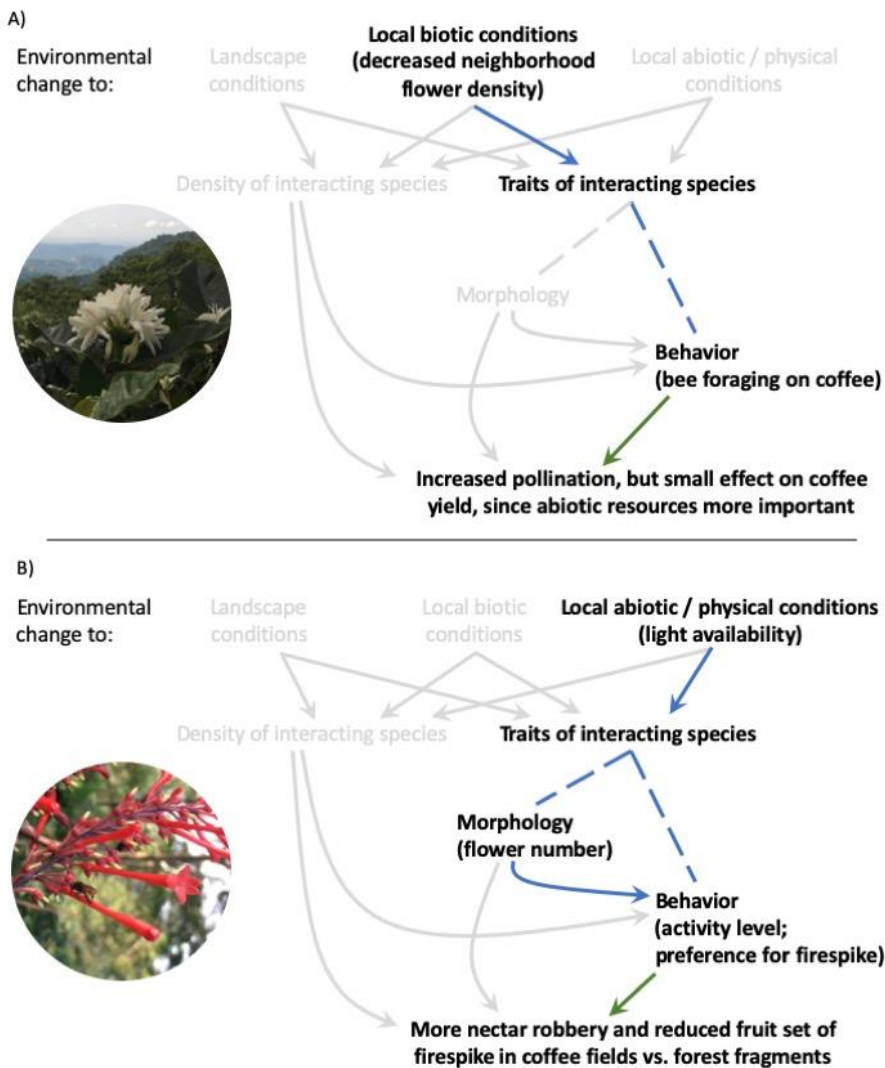 A)
Environmental
change to:
Landscape
conditions
Local biotic conditions
(decreased neighborhood
flower density)
Local abiotic / physical
conditions
Density of interacting species
Traits of interacting species
Morphology
Behavior
(bee foraging on coffee)
Increased pollination, but small effect on coffee
yield, since abiotic resources more important
B)
Environmental
change to:
Landscape
conditions
Local biotic
conditions
Local abiotic / physical conditions
(light availability)
Density of interacting species
Traits of interacting species
Morphology
(flower number)
Behavior
(activity level;
preference for firespike)
More nectar robbery and reduced fruit set of
firespike in coffee fields vs. forest fragments